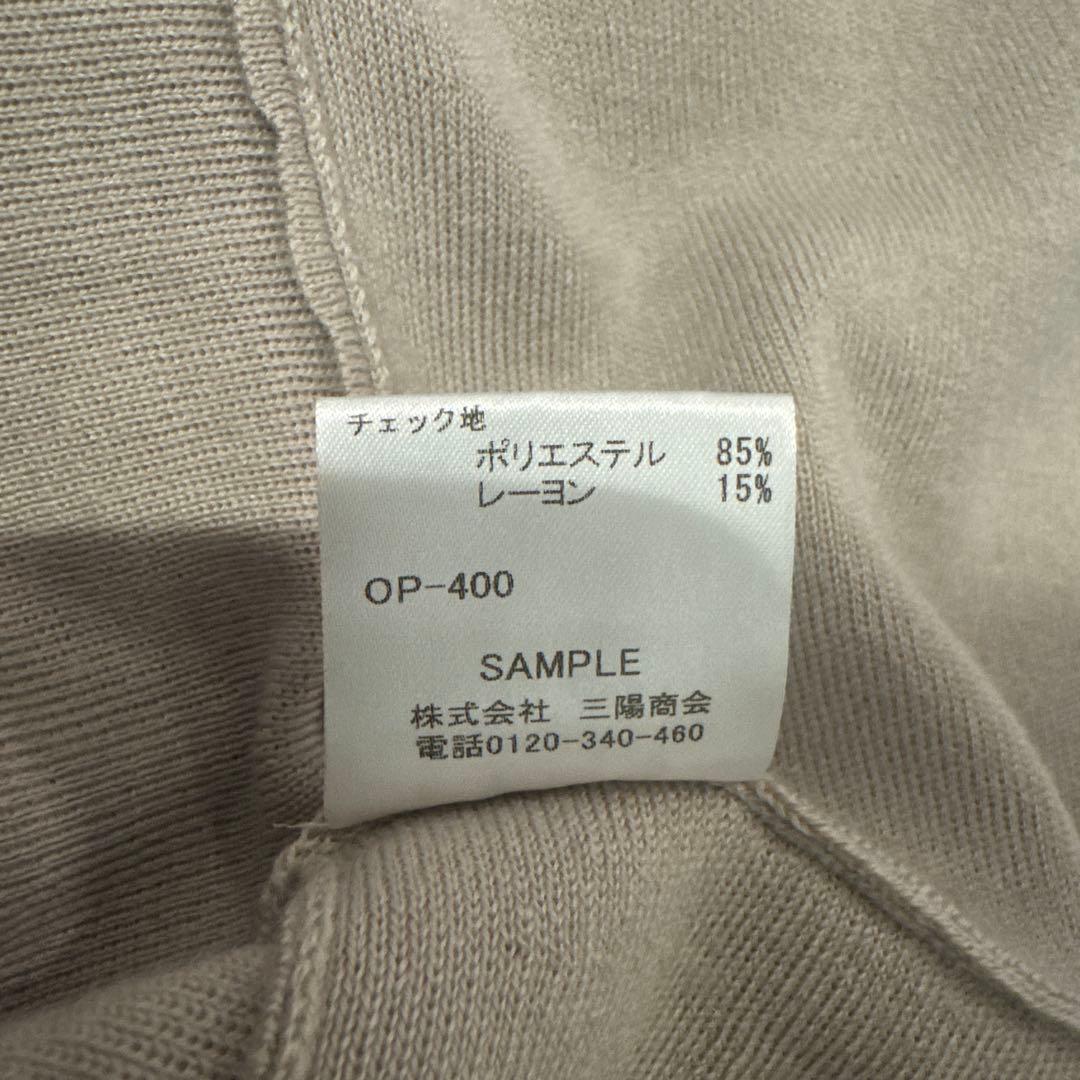 チェック地
ポリエステル 85%
レーヨン 15%
OP-400
SAMPLE
株式会社 三陽商会
電話0120-340-460